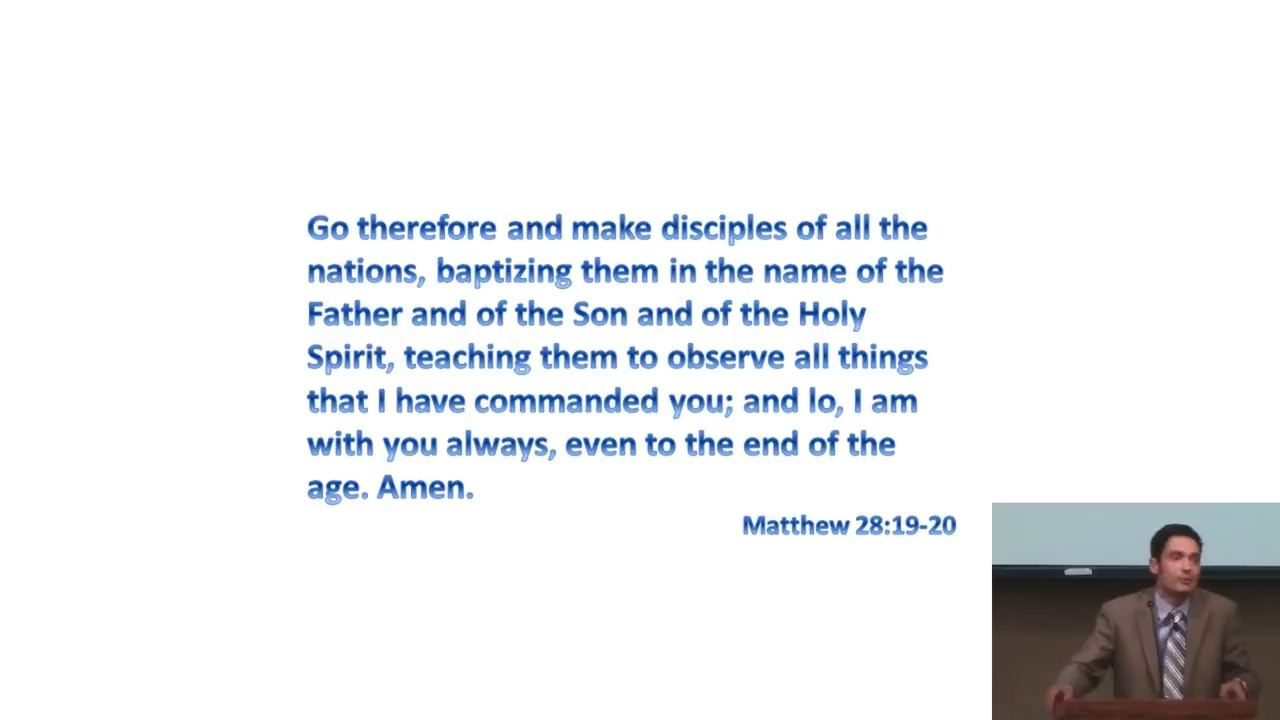 Go therefore and make disciples of all the
nations, baptizing them in the name of the
Father and of the Son and of the Holy
Spirit, teaching them to observe all things
that I have commanded you; and lo, I am
with you always, even to the end of the
age. Amen.
Matthew 28:19-20